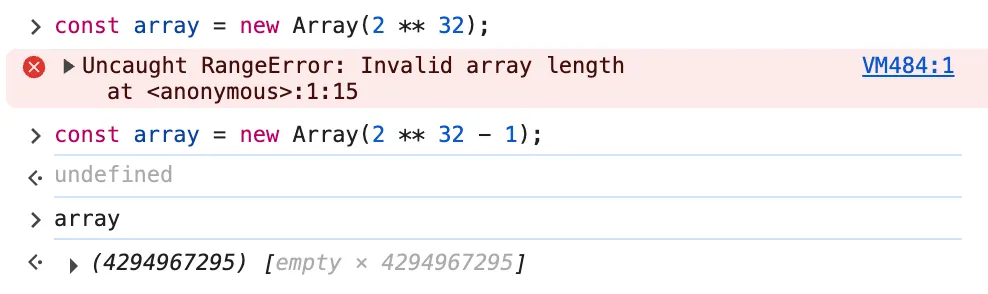 > const array = new Array(2 ** 32);
▶Uncaught RangeError: Invalid array length VM484:1
at <anonymous>:1:15
> const array = new Array(2 ** 32 - 1);
undefined
> array
▶ (4294967295) [empty × 4294967295]